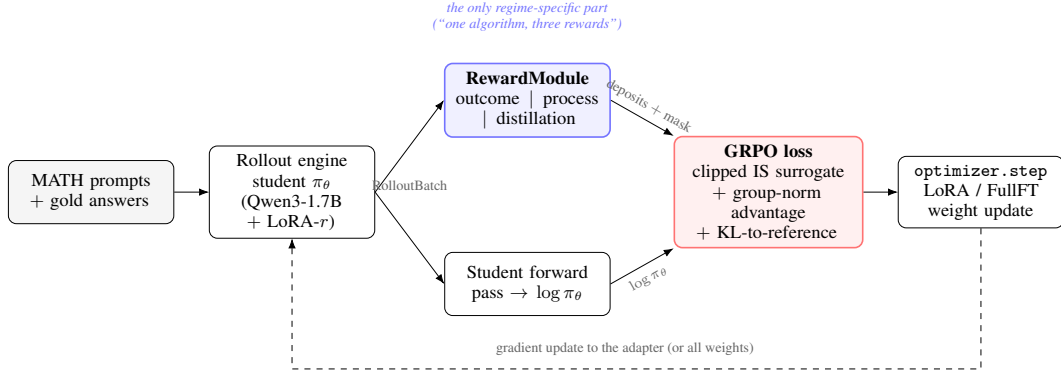 the only regime-specific part
(“one algorithm, three rewards”)
MATH prompts
+ gold answers
Rollout engine
student πθ
(Qwen3-1.7B
+ LoRA-r)
RolloutBatch
RewardModule
outcome | process
| distillation
deposits + mask
Student forward
pass → log πθ
log πθ
GRPO loss
clipped IS surrogate
+ group-norm
advantage
+ KL-to-reference
optimizer.step
LoRA / FullFT
weight update
gradient update to the adapter (or all weights)